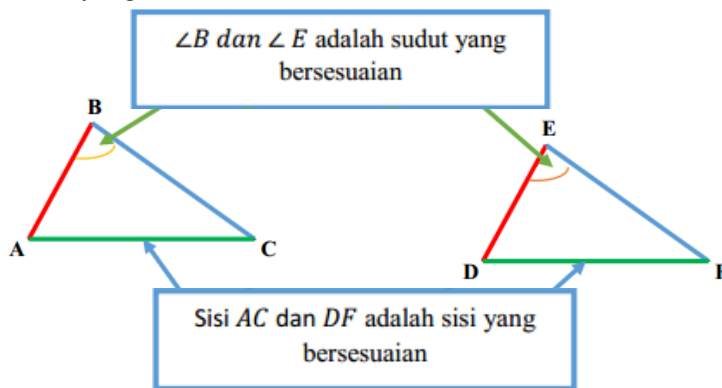 ∠B dan ∠ E adalah sudut yang
bersesuaian
B
E
A
C
D
F
Sisi AC dan DF adalah sisi yang
bersesuaian